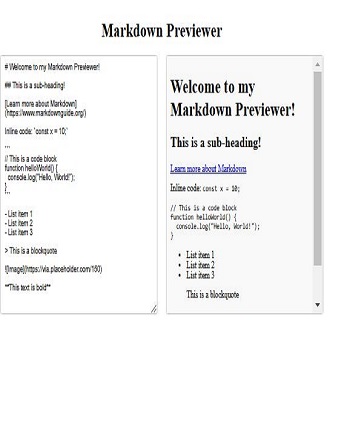 Markdown Previewer
# Welcome to my Markdown Previewer!
## This is a sub-heading!
[Learn more about Markdown]
(https://www.markdownguide.org/)
Inline code: `const x = 10;`
```
// This is a code block
function helloWorld() {
console.log("Hello, World!");
}
```
- List item 1
- List item 2
- List item 3
> This is a blockquote
![Image](https://via.placeholder.com/150)
**This text is bold**
Welcome to my
Markdown Previewer!
This is a sub-heading!
Learn more about Markdown
Inline code: const x = 10;
// This is a code block
function helloWorld() {
console.log("Hello, World!");
}
• List item 1
• List item 2
• List item 3
This is a blockquote